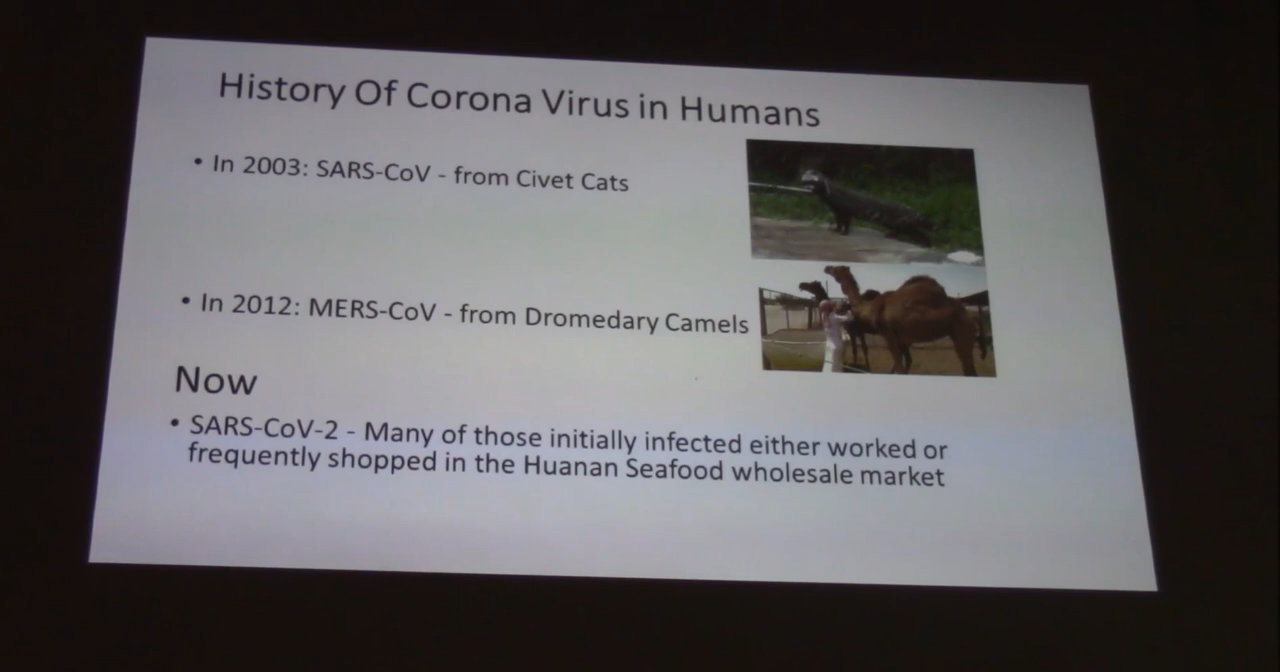 History Of Corona Virus in Humans
• In 2003: SARS-CoV - from Civet Cats
• In 2012: MERS-CoV - from Dromedary Camels
Now
• SARS-CoV-2 - Many of those initially infected either worked or
frequently shopped in the Huanan Seafood wholesale market